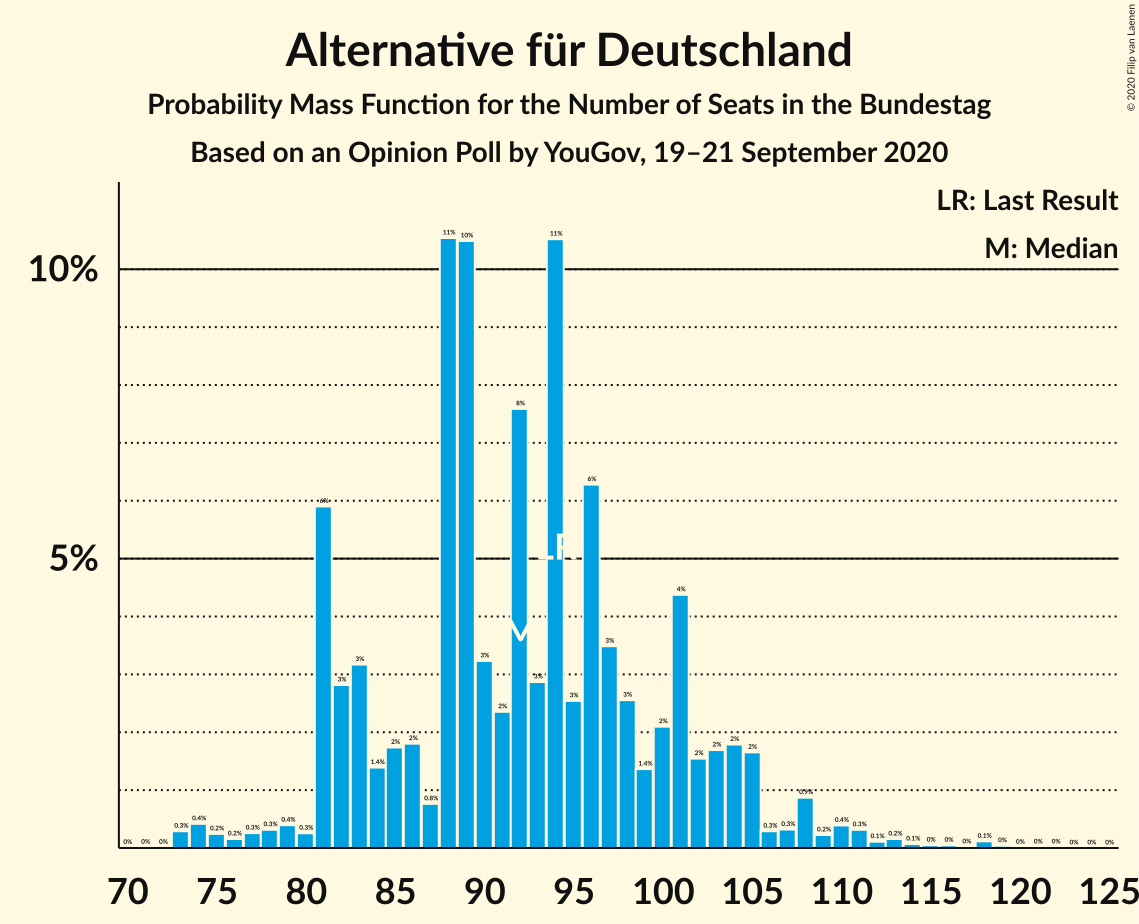 © 2020 Filip van Laenen
Alternative für Deutschland
Probability Mass Function for the Number of Seats in the Bundestag
Based on an Opinion Poll by YouGov, 19–21 September 2020
LR: Last Result
M: Median
10%
5%
0% 0% 0% 0.3% 0.4% 0.2% 0.2% 0.3% 0.3% 0.4% 0.3% 6% 3% 3% 1.4% 2% 2% 0.8% 11% 10% 3% 2% 8% 3% 11% 3% 6% 3% 3% 1.4% 2% 4% 2% 2% 2% 2% 0.3% 0.3% 0.9% 0.2% 0.4% 0.3% 0.1% 0.2% 0.1% 0% 0% 0% 0.1% 0% 0% 0% 0% 0% 0% 0%
LR
M
70 75 80 85 90 95 100 105 110 115 120 125